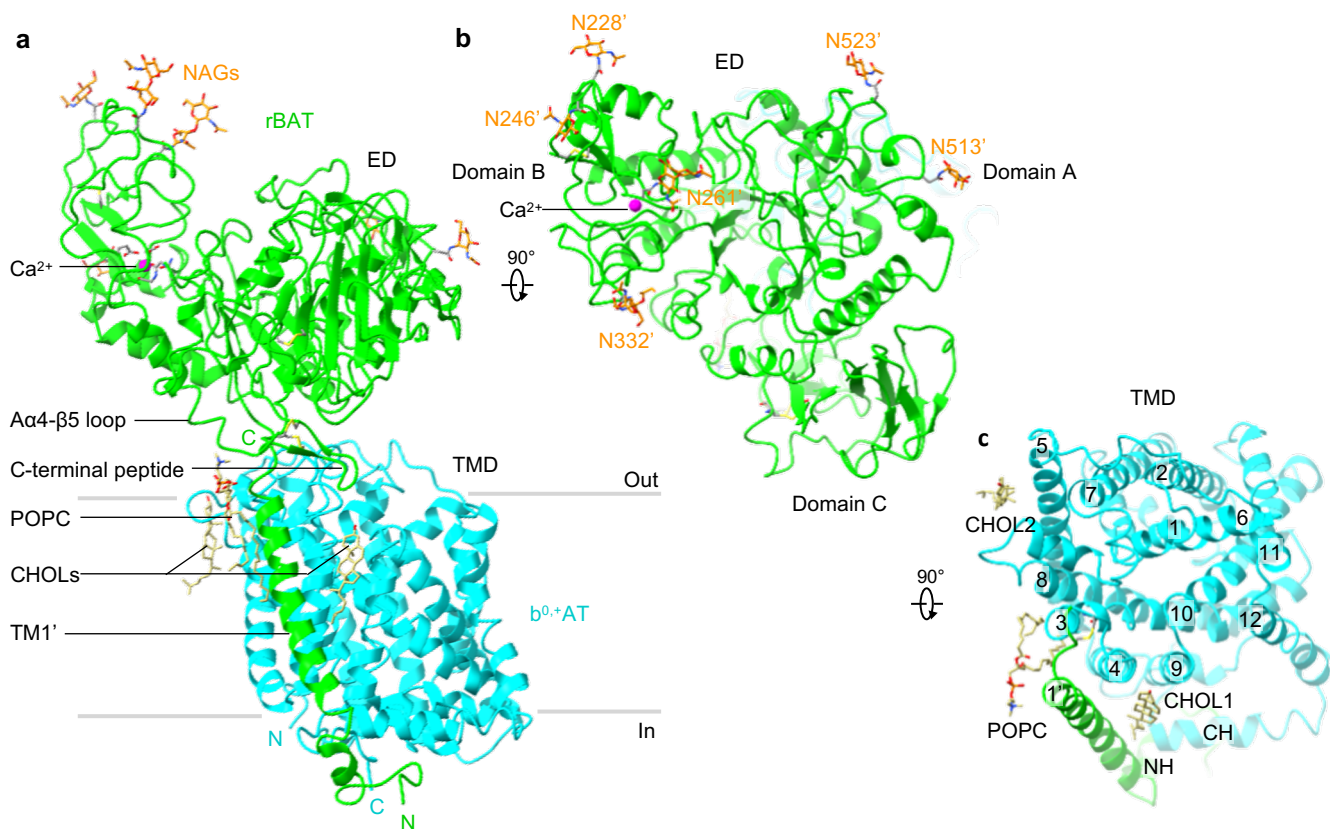 a
NAGs
rBAT
ED
Ca²⁺
Aα4-β5 loop
C
C-terminal peptide
TMD
Out
POPC
CHOLs
b⁰,⁺AT
TM1’
In
N
C
N
90°
b
N228’
ED
N523’
N246’
N513’
Domain B
Domain A
N261’
Ca²⁺
N332’
Domain C
90°
c
TMD
5
2
7
CHOL2
1
6
11
8
3
10
12
4
9
1’
CHOL1
POPC
CH
NH